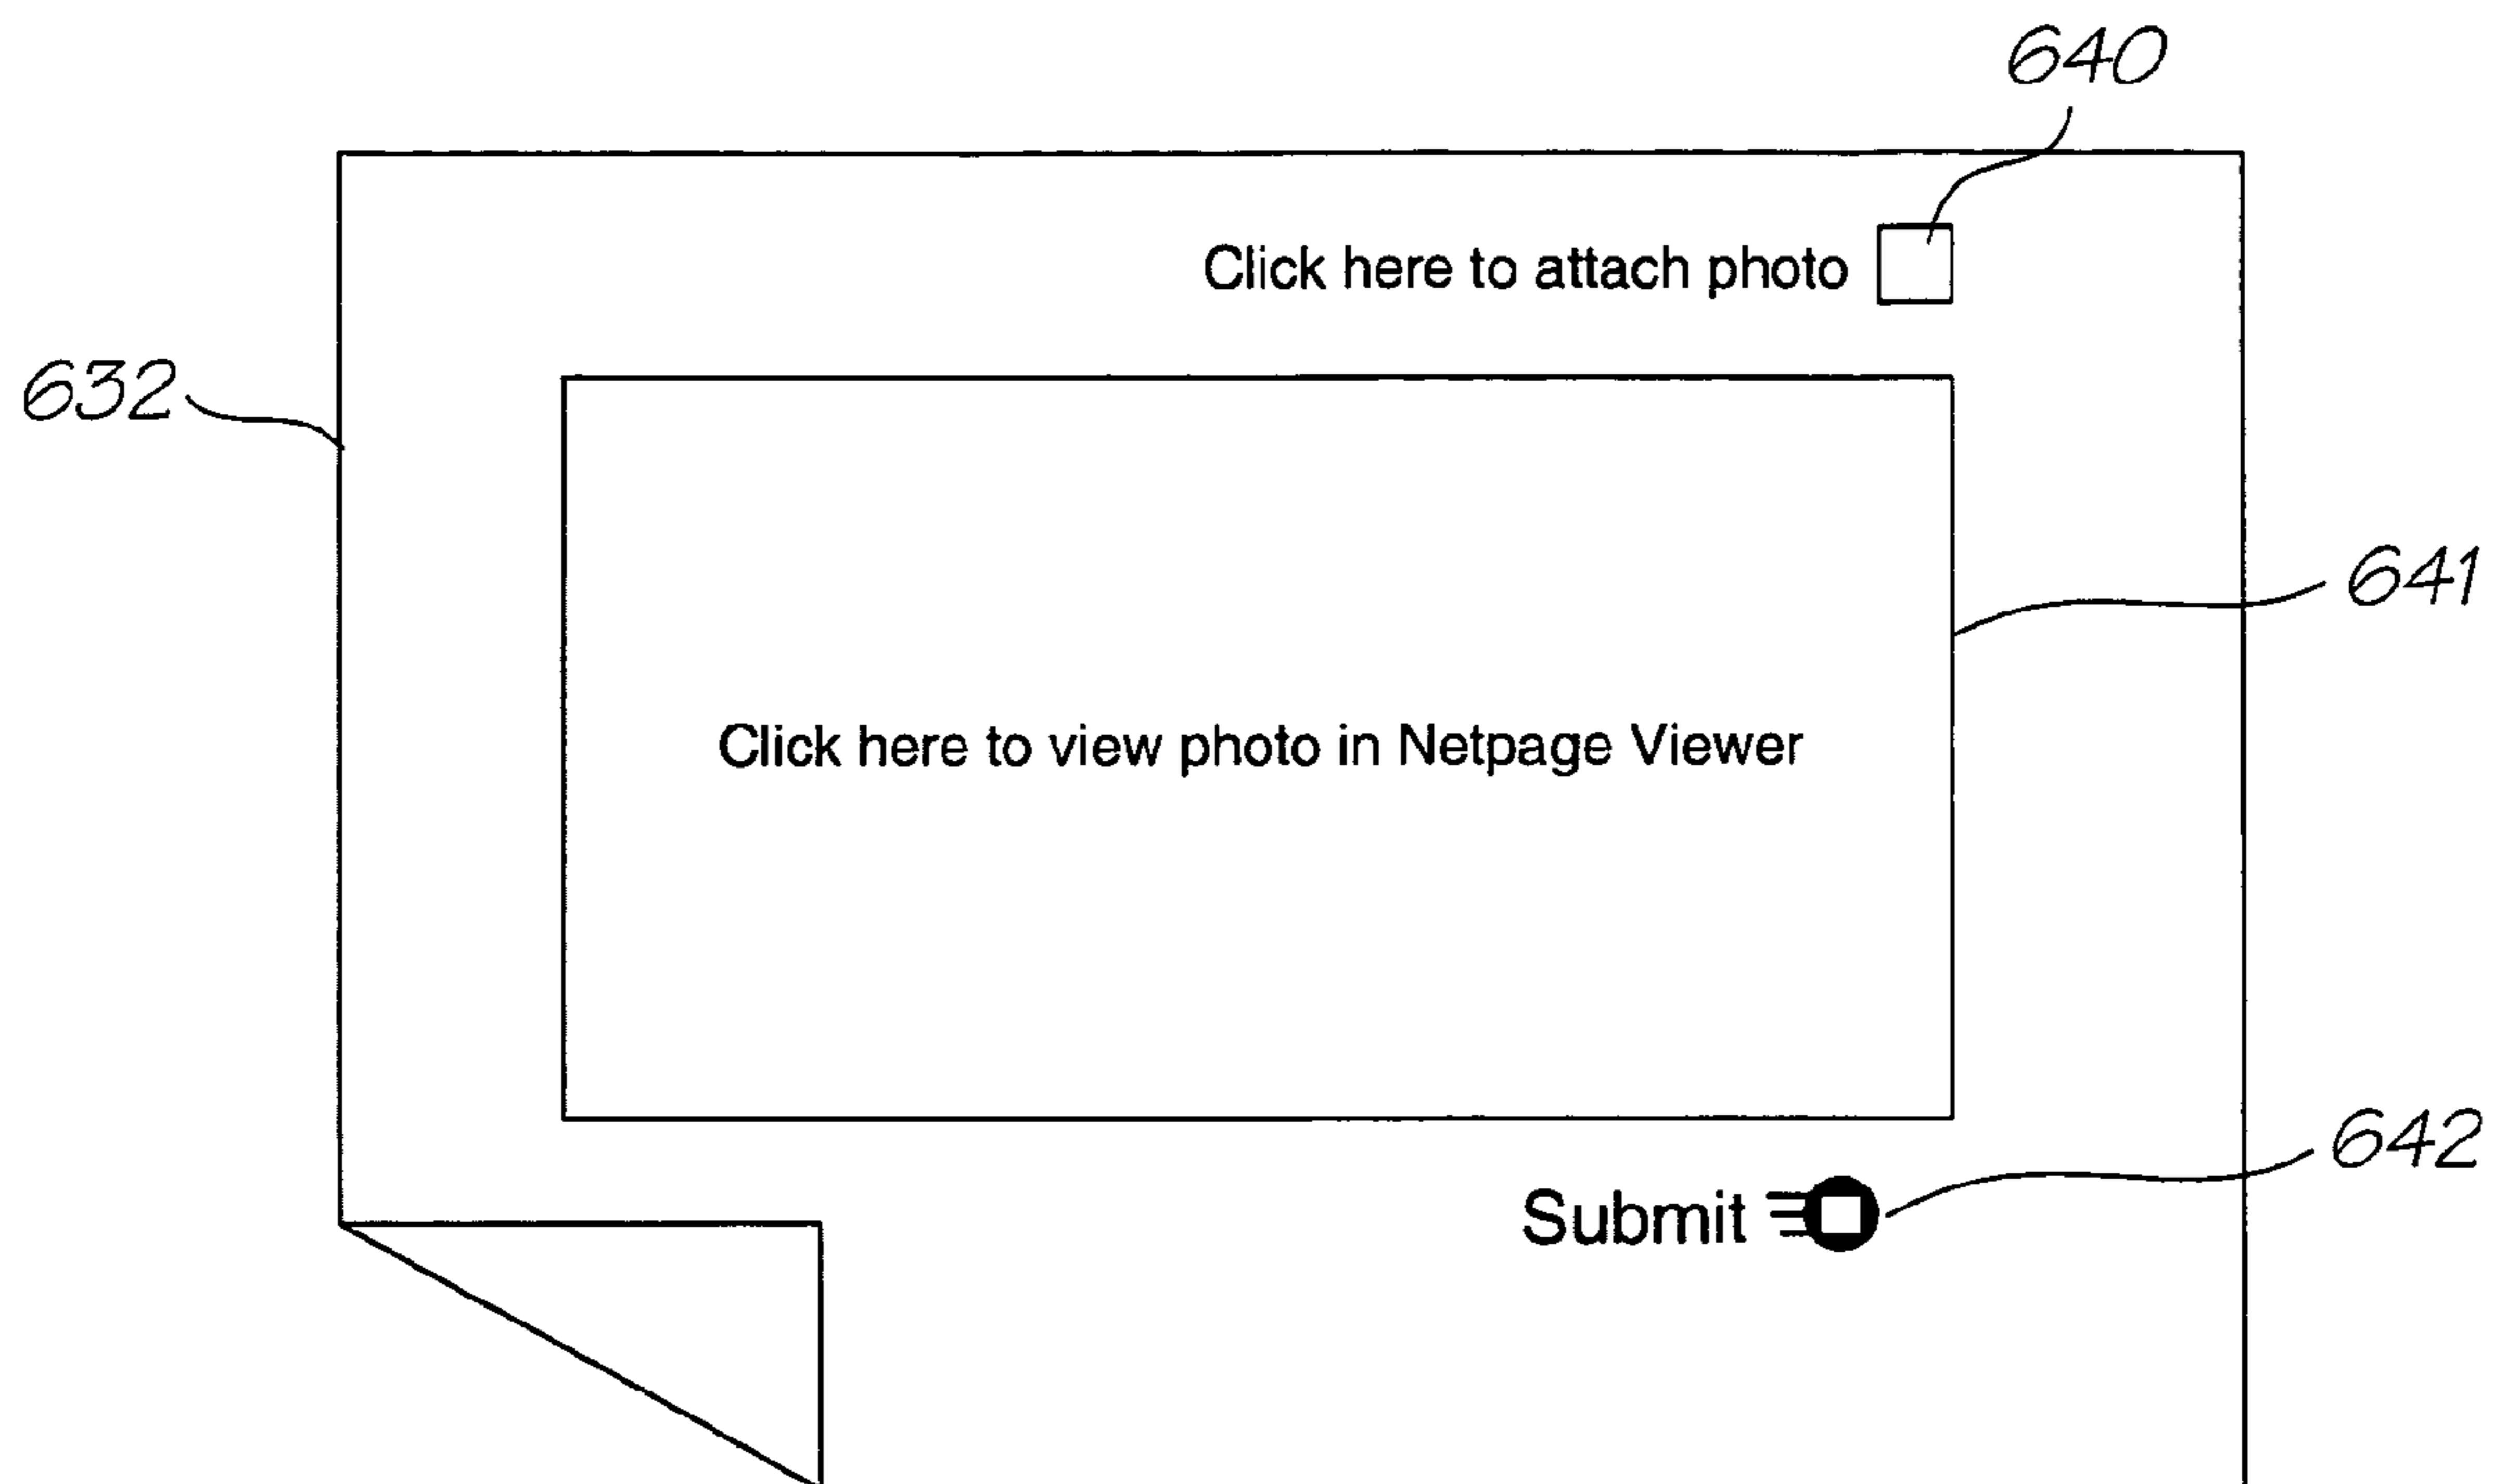 640
Click here to attach photo
632
641
Click here to view photo in Netpage Viewer
642
Submit